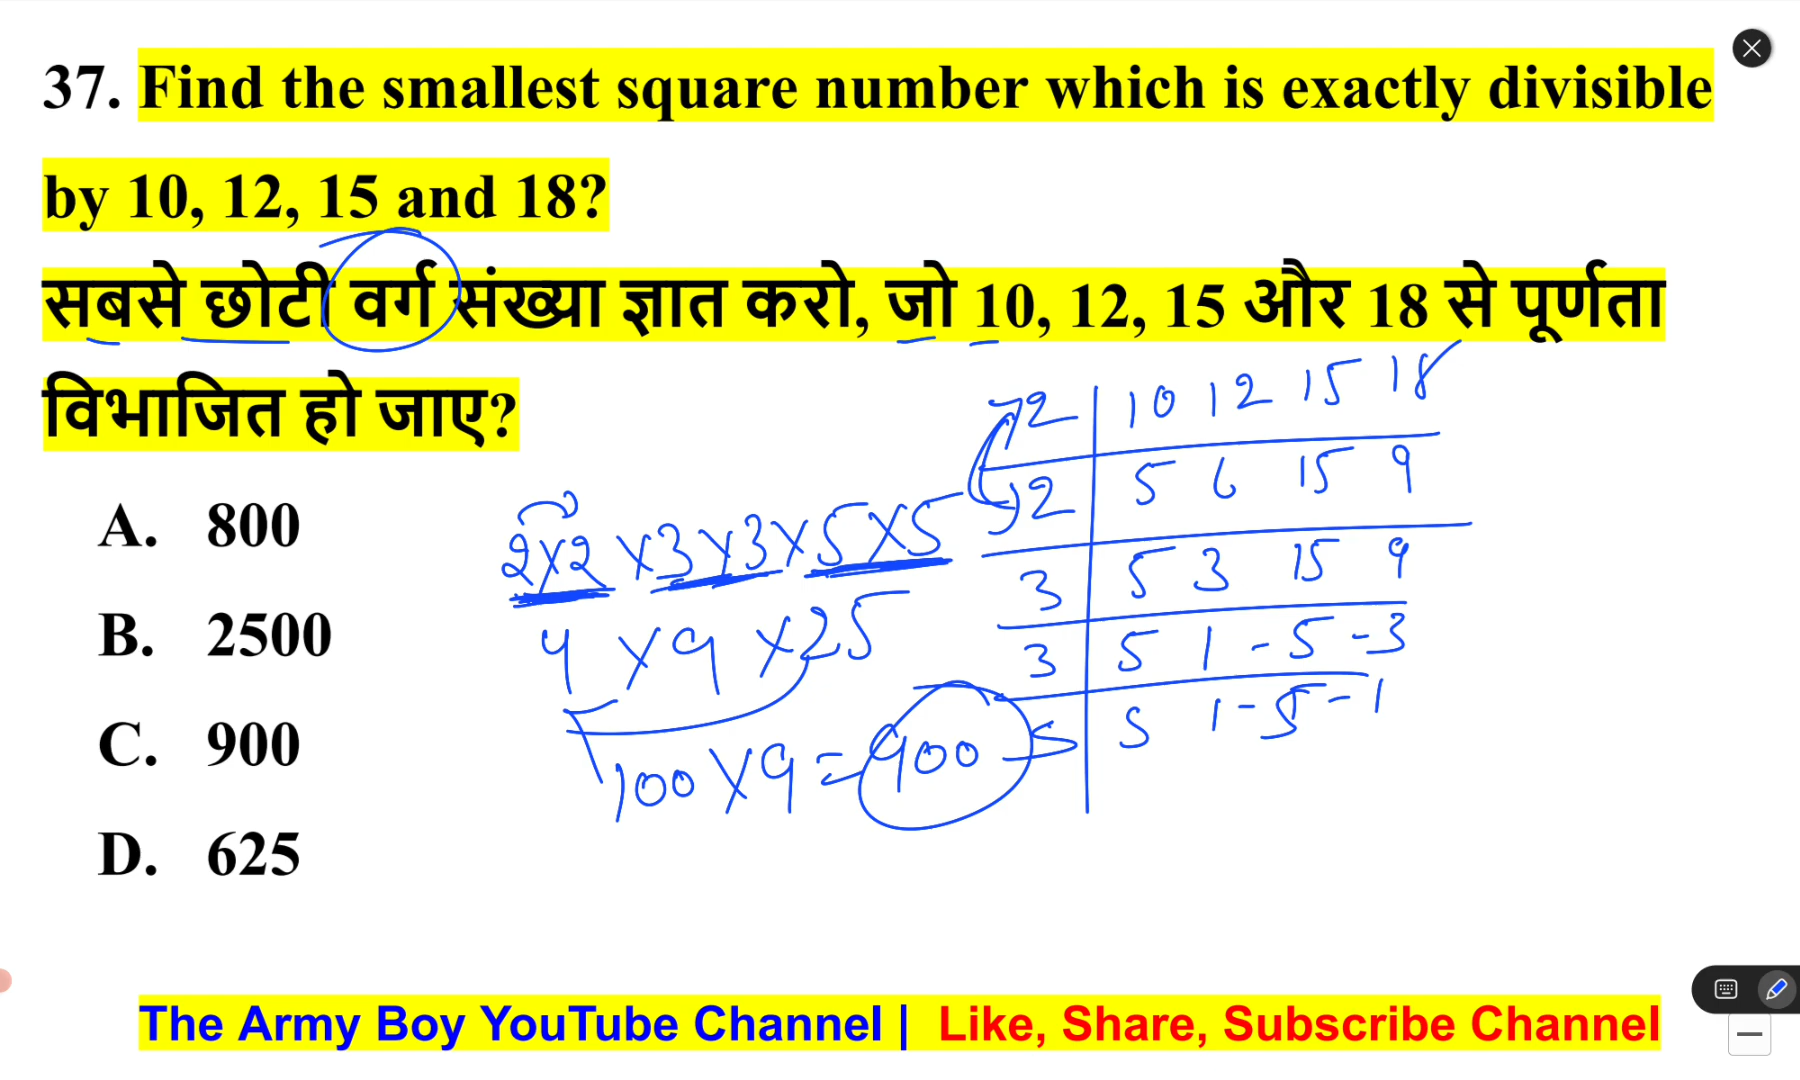 37. Find the smallest square number which is exactly divisible
by 10, 12, 15 and 18?
सबसे छोटी वर्ग संख्या ज्ञात करो, जो 10, 12, 15 और 18 से पूर्णता
विभाजित हो जाए?
A. 800
B. 2500
C. 900
D. 625
2 10 12 15 18
2 5 6 15 9
3 5 3 15 9
3 5 1 - 5 - 3
5 5 1 - 5 - 1
2×2×3×3×5×5
4×9×25
100×9=900
The Army Boy YouTube Channel | Like, Share, Subscribe Channel